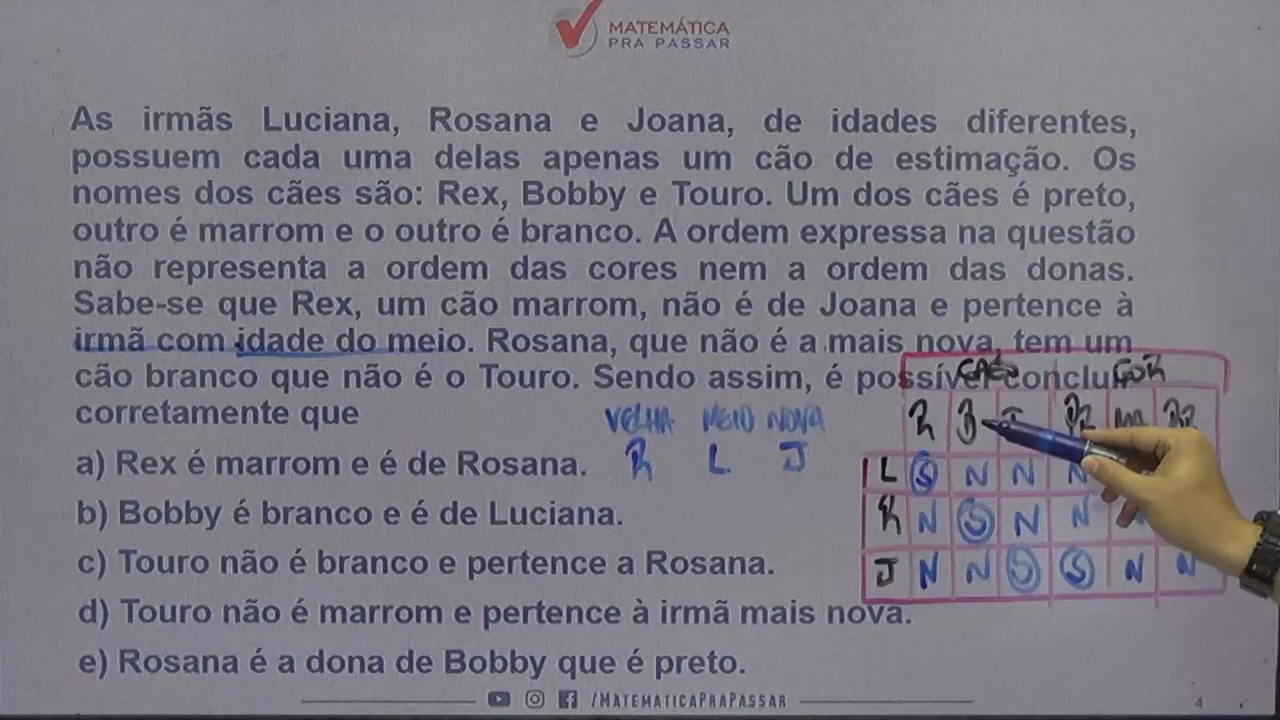 MATEMÁTICA
PRA PASSAR
As irmãs Luciana, Rosana e Joana, de idades diferentes,
possuem cada uma delas apenas um cão de estimação. Os
nomes dos cães são: Rex, Bobby e Touro. Um dos cães é preto,
outro é marrom e o outro é branco. A ordem expressa na questão
não representa a ordem das cores nem a ordem das donas.
Sabe-se que Rex, um cão marrom, não é de Joana e pertence à
irmã com idade do meio. Rosana, que não é a mais nova, tem um
cão branco que não é o Touro. Sendo assim, é possível concluir
corretamente que
VELHA MEIO NOVA
R L J
a) Rex é marrom e é de Rosana.
b) Bobby é branco e é de Luciana.
c) Touro não é branco e pertence a Rosana.
d) Touro não é marrom e pertence à irmã mais nova.
e) Rosana é a dona de Bobby que é preto.
CÃES COR
R B
L S N N N
R N S N N
J N N S S N N
/MATEMATICAPRAPASSAR
4